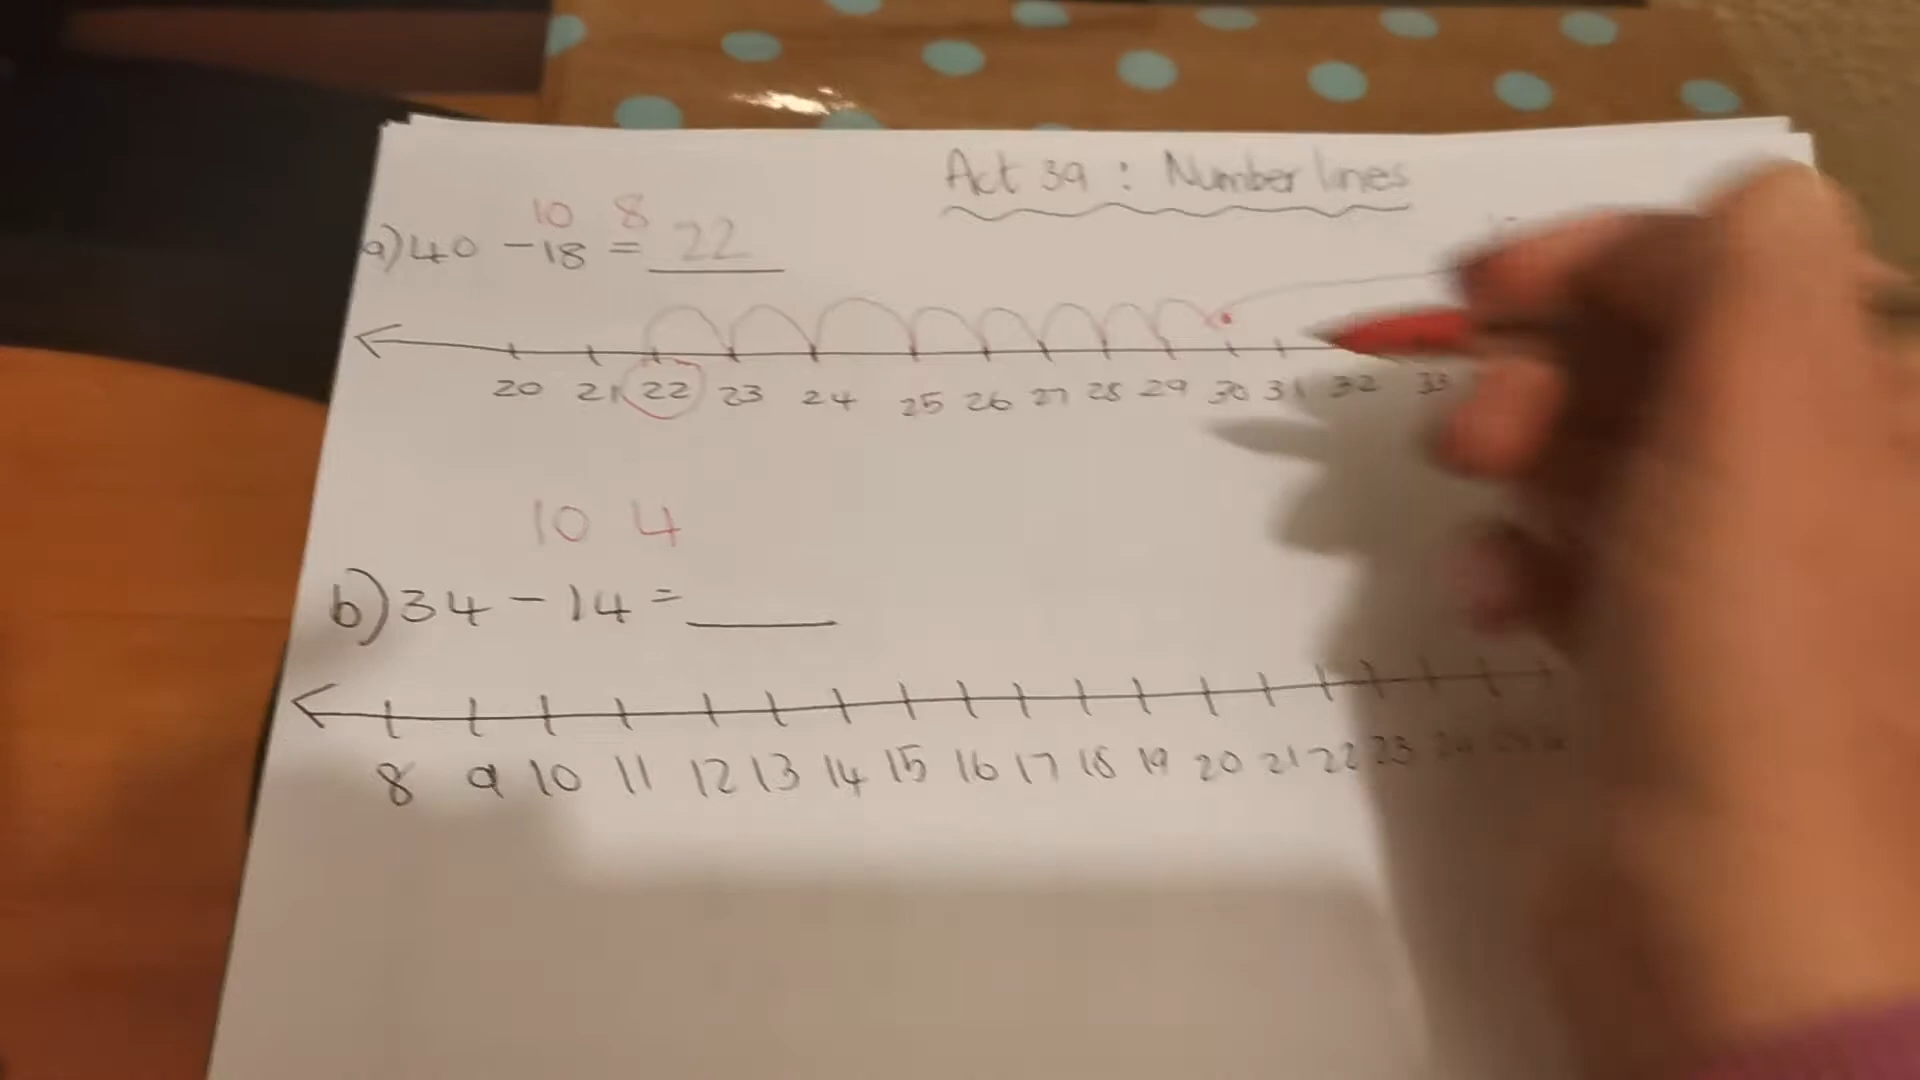 Act 39 : Number lines
10 8
a) 40 - 18 = 22
20 21 22 23 24 25 26 27 28 29 30 31 32 33
10 4
b) 34 - 14 = ____
8 9 10 11 12 13 14 15 16 17 18 19 20 21 22 23